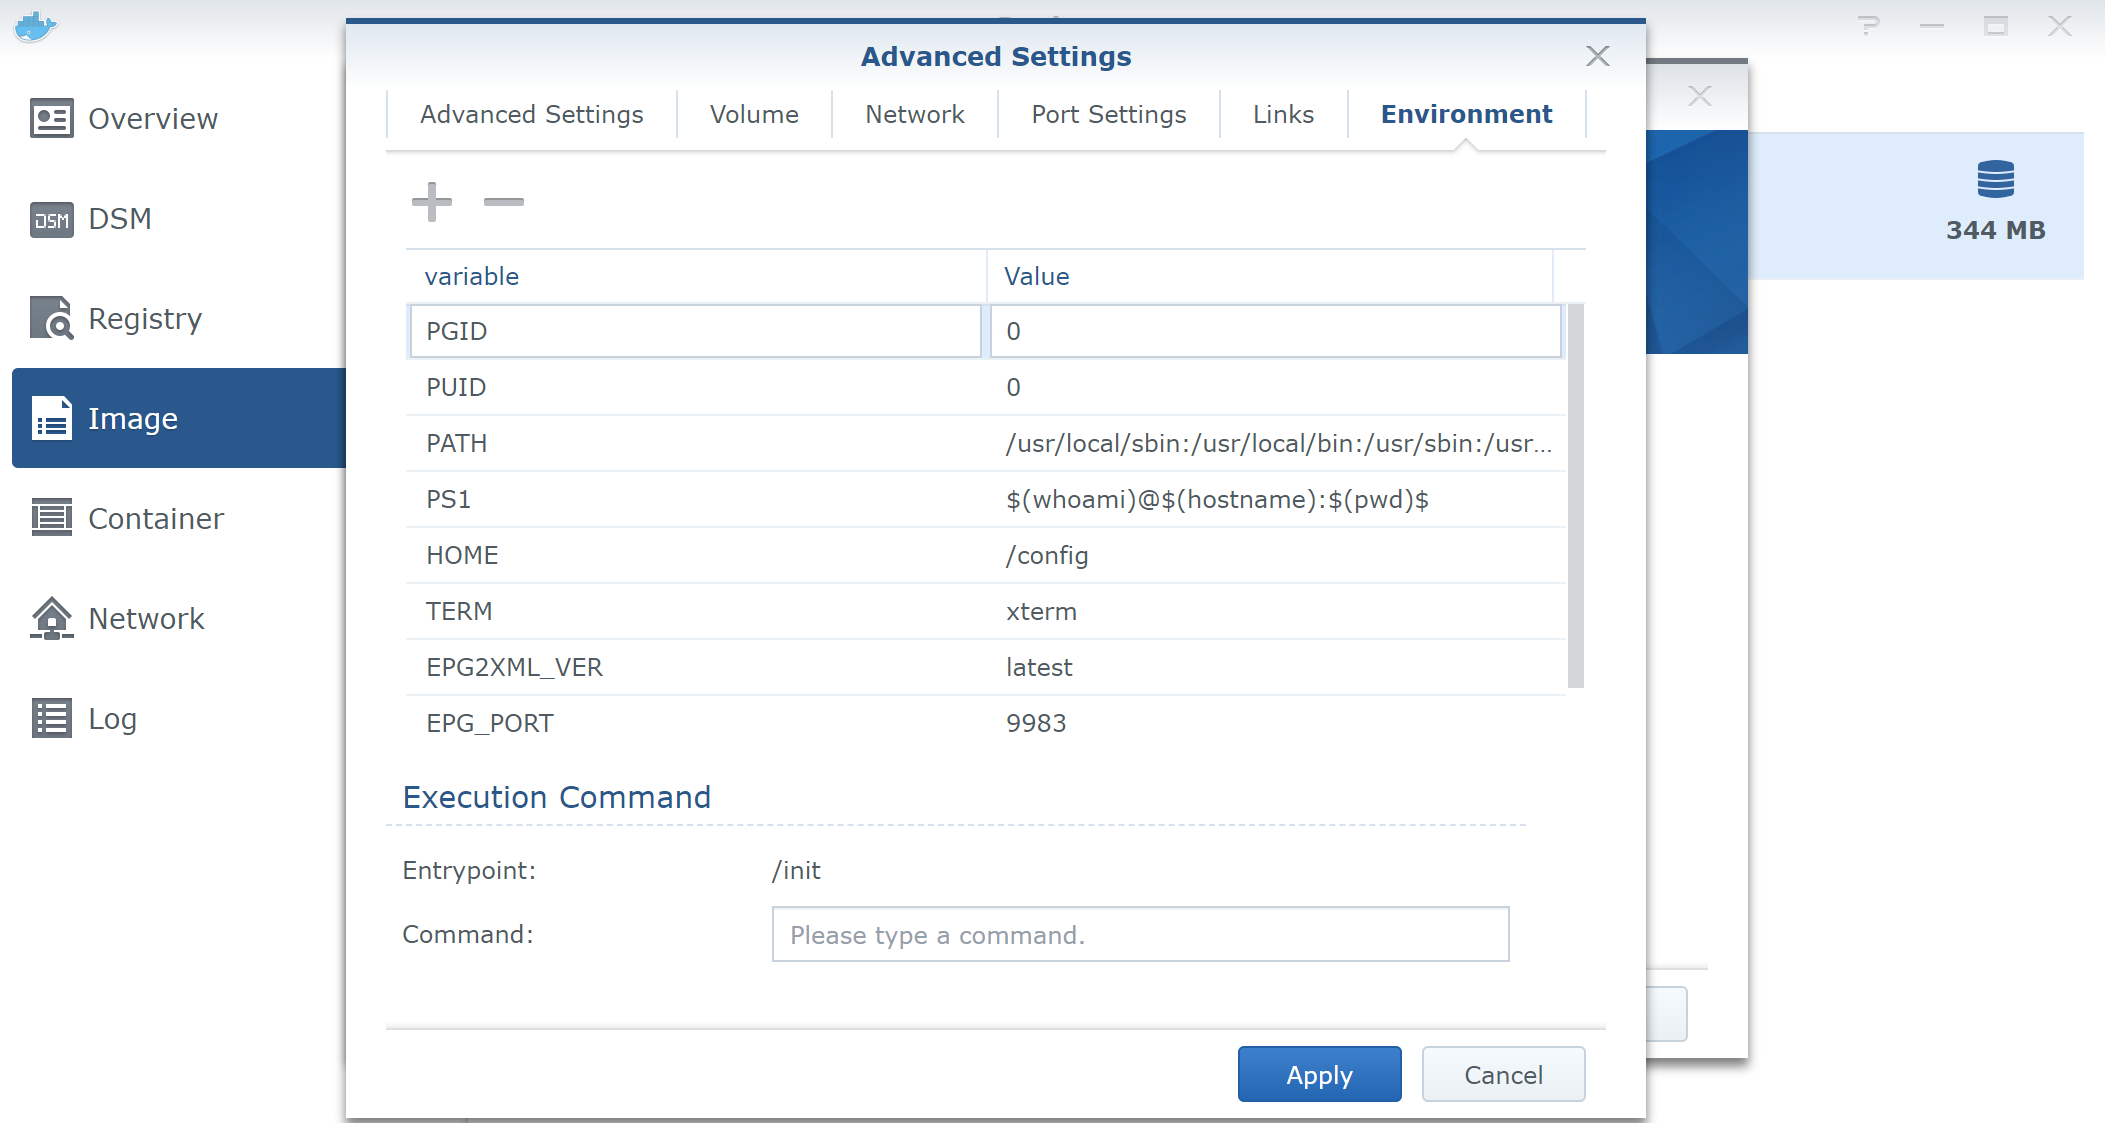 Advanced Settings
Advanced Settings
Volume
Network
Port Settings
Links
Environment
Overview
DSM
DSM
Registry
Image
Container
Network
Log
344 MB
variable
Value
PGID
0
PUID
0
PATH
/usr/local/sbin:/usr/local/bin:/usr/sbin:/usr...
PS1
$(whoami)@$(hostname):$(pwd)$
HOME
/config
TERM
xterm
EPG2XML_VER
latest
EPG_PORT
9983
Execution Command
Entrypoint:
/init
Command:
Please type a command.
Apply
Cancel